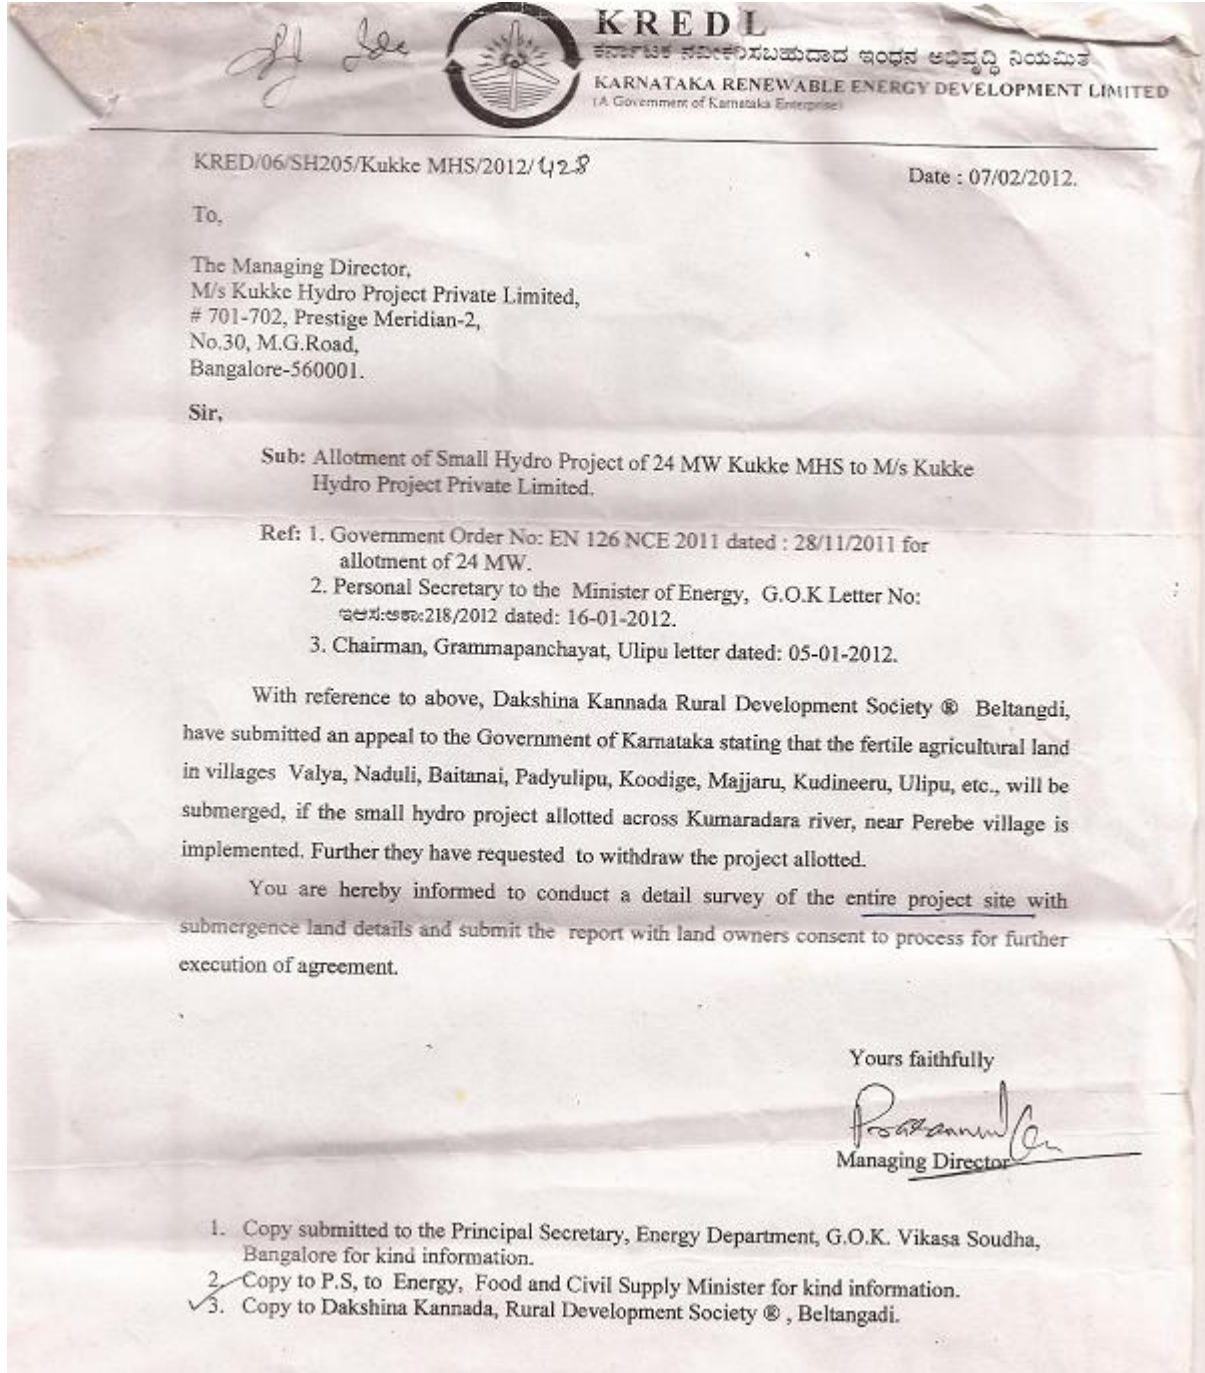 KREDL
ಕರ್ನಾಟಕ ನವೀಕರಿಸಬಹುದಾದ ಇಂಧನ ಅಭಿವೃದ್ಧಿ ನಿಯಮಿತ
KARNATAKA RENEWABLE ENERGY DEVELOPMENT LIMITED
(A Government of Karnataka Enterprise)
KRED/06/SH205/Kukke MHS/2012/428
Date : 07/02/2012.
To,
The Managing Director,
M/s Kukke Hydro Project Private Limited,
# 701-702, Prestige Meridian-2,
No.30, M.G.Road,
Bangalore-560001.
Sir,
Sub: Allotment of Small Hydro Project of 24 MW Kukke MHS to M/s Kukke
Hydro Project Private Limited.
Ref: 1. Government Order No: EN 126 NCE 2011 dated : 28/11/2011 for
allotment of 24 MW.
2. Personal Secretary to the Minister of Energy, G.O.K Letter No:
218/2012 dated: 16-01-2012.
3. Chairman, Grammapanchayat, Ulipu letter dated: 05-01-2012.
With reference to above, Dakshina Kannada Rural Development Society ® Beltangdi,
have submitted an appeal to the Government of Karnataka stating that the fertile agricultural land
in villages Valya, Naduli, Baitanai, Padyulipu, Koodige, Majjaru, Kudineeru, Ulipu, etc., will be
submerged, if the small hydro project allotted across Kumaradara river, near Perebe village is
implemented. Further they have requested to withdraw the project allotted.
You are hereby informed to conduct a detail survey of the entire project site with
submergence land details and submit the report with land owners consent to process for further
execution of agreement.
Yours faithfully
Managing Director
1. Copy submitted to the Principal Secretary, Energy Department, G.O.K. Vikasa Soudha,
Bangalore for kind information.
2. Copy to P.S, to Energy, Food and Civil Supply Minister for kind information.
3. Copy to Dakshina Kannada, Rural Development Society ® , Beltangadi.